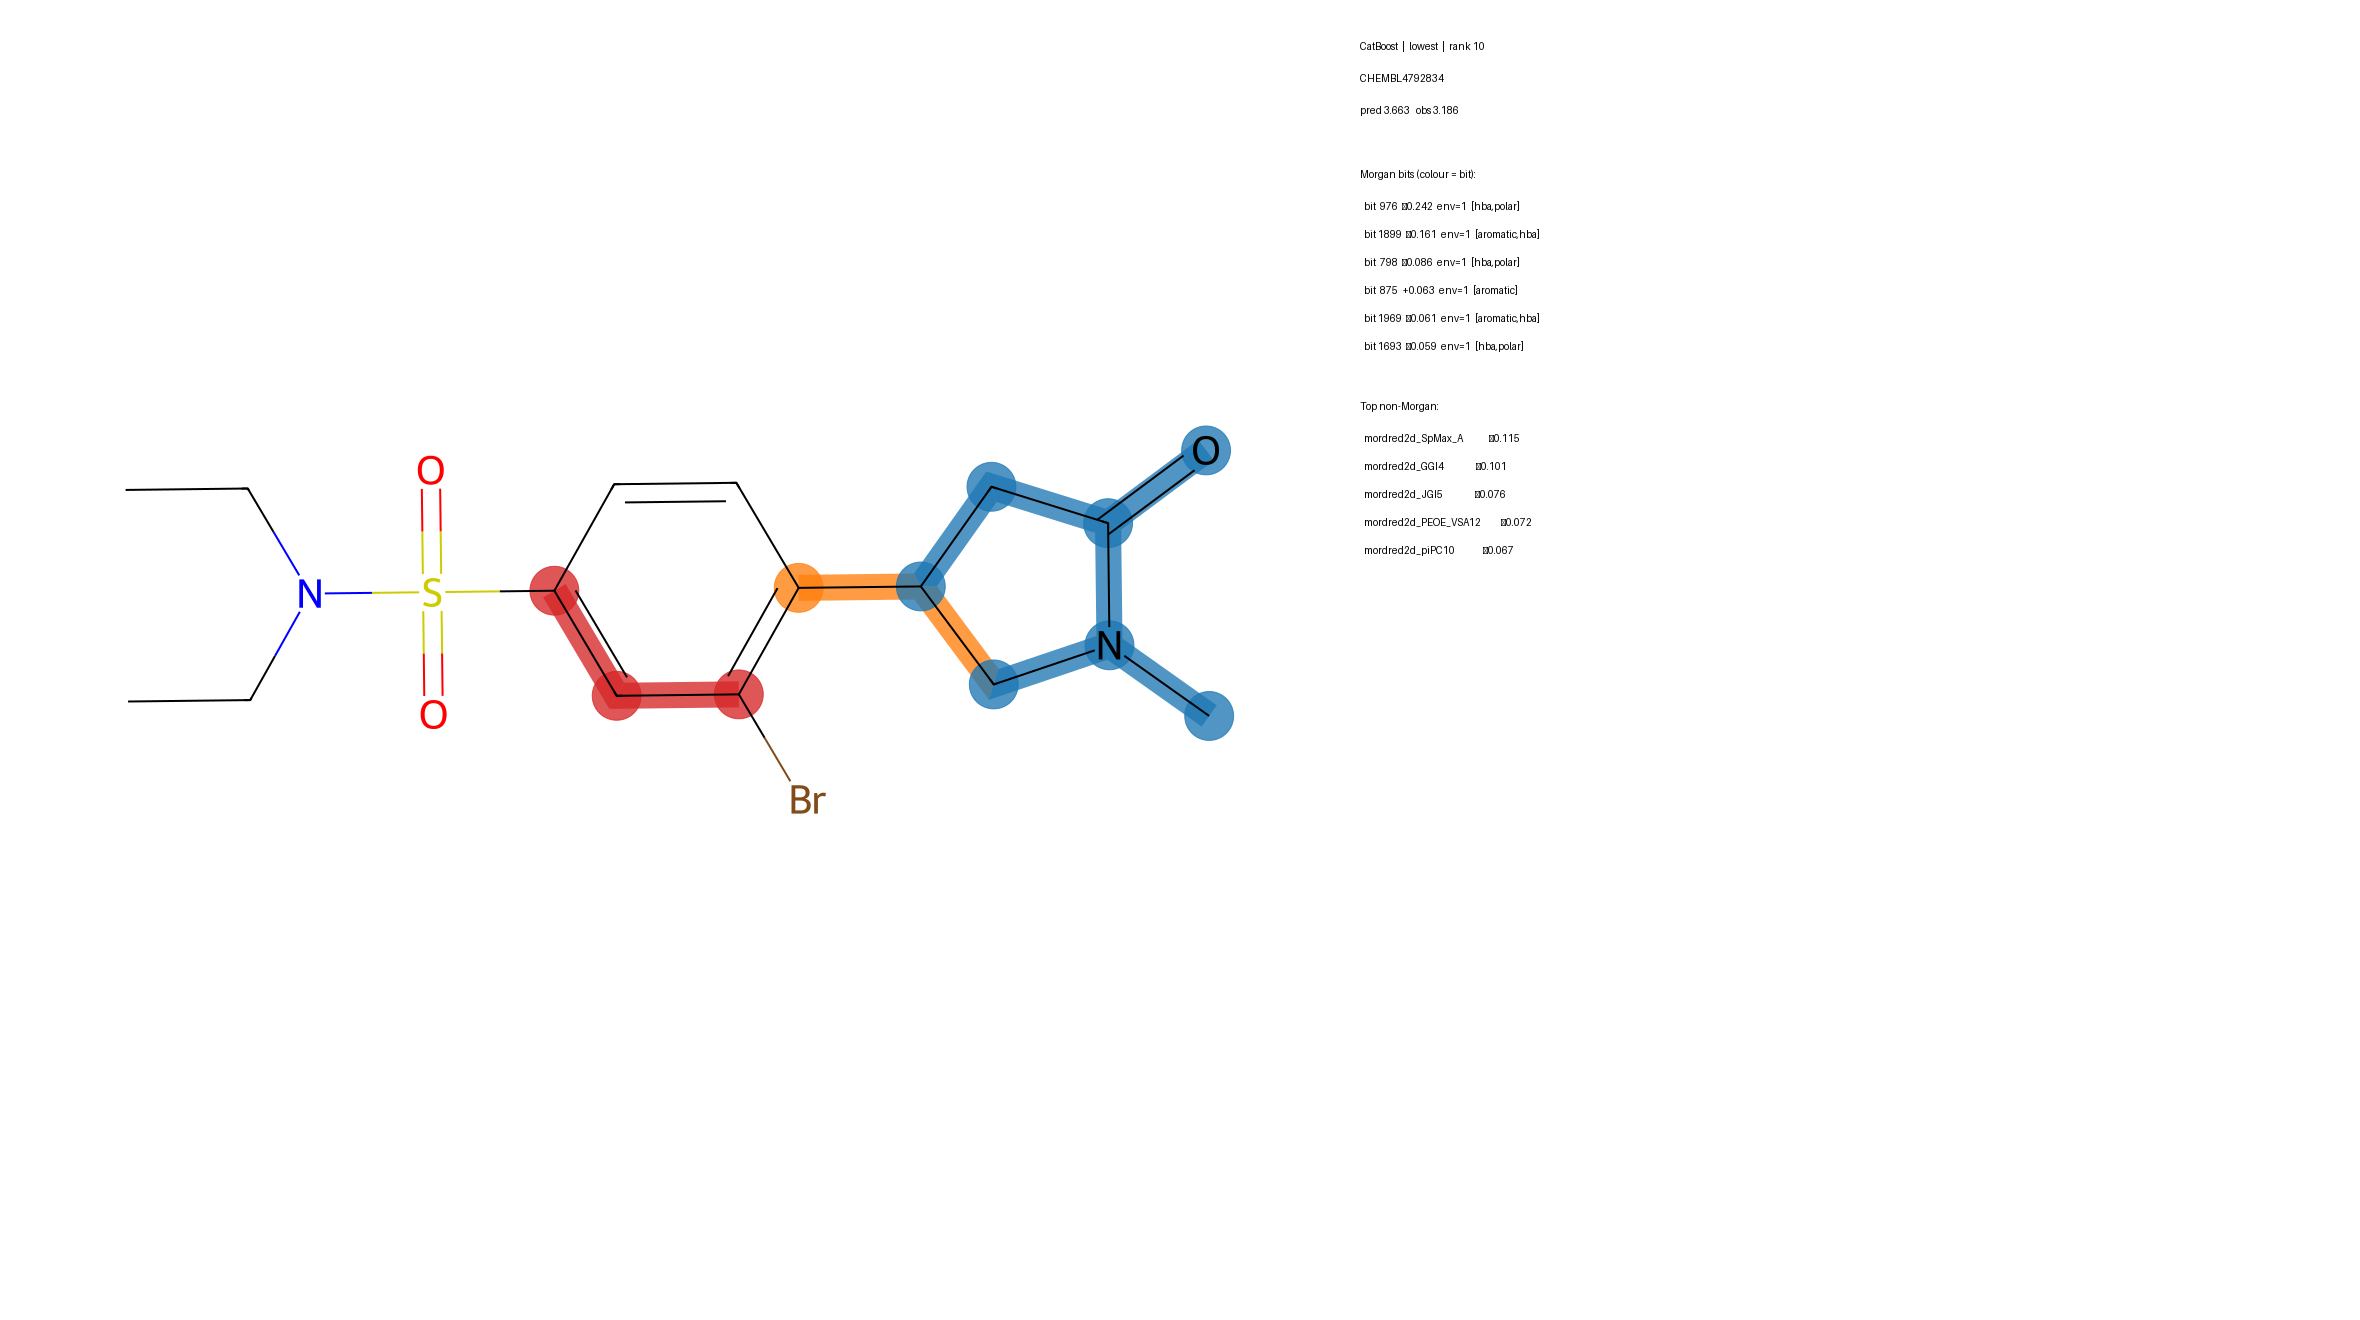 CatBoost | lowest | rank 10
CHEMBL4792834
pred 3.663 obs 3.186
Morgan bits (colour = bit):
bit 976 ▯0.242 env=1 [hba,polar]
bit 1899 ▯0.161 env=1 [aromatic,hba]
bit 798 ▯0.086 env=1 [hba,polar]
bit 875 +0.063 env=1 [aromatic]
bit 1969 ▯0.061 env=1 [aromatic,hba]
bit 1693 ▯0.059 env=1 [hba,polar]
Top non-Morgan:
mordred2d_SpMax_A ▯0.115
mordred2d_GGI4 ▯0.101
mordred2d_JGI5 ▯0.076
mordred2d_PEOE_VSA12 ▯0.072
mordred2d_piPC10 ▯0.067
O
O
N
S
N
O
Br